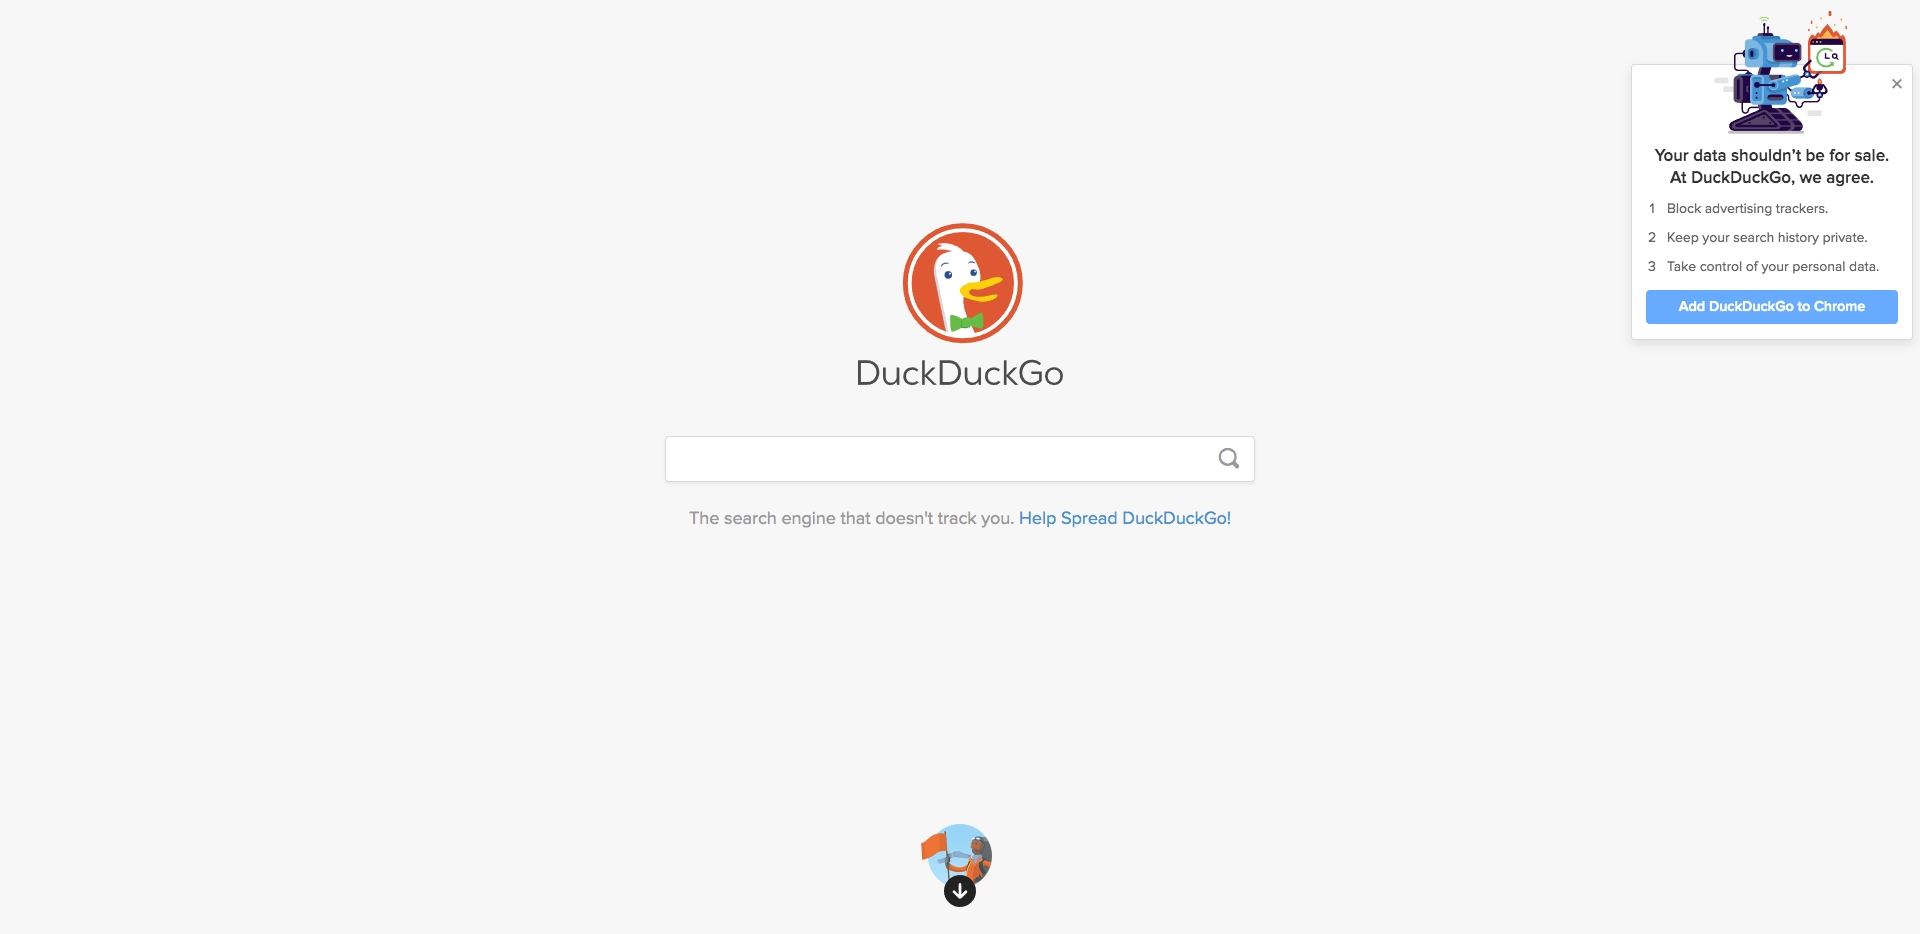 Your data shouldn’t be for sale.
At DuckDuckGo, we agree.
1 Block advertising trackers.
2 Keep your search history private.
3 Take control of your personal data.
Add DuckDuckGo to Chrome
DuckDuckGo
The search engine that doesn't track you. Help Spread DuckDuckGo!